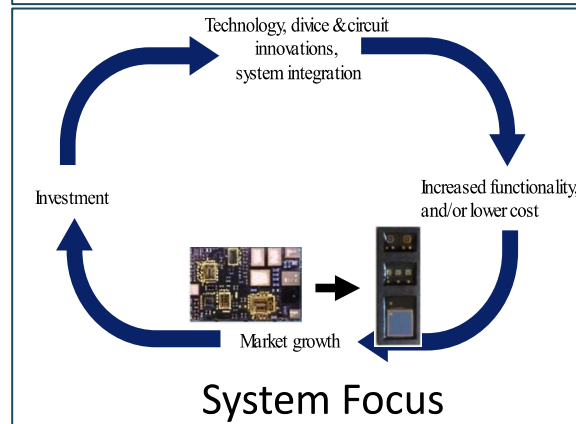 Technology, divice & circuit
innovations,
system integration
Investment
Increased functionality,
and/or lower cost
Market growth
System Focus